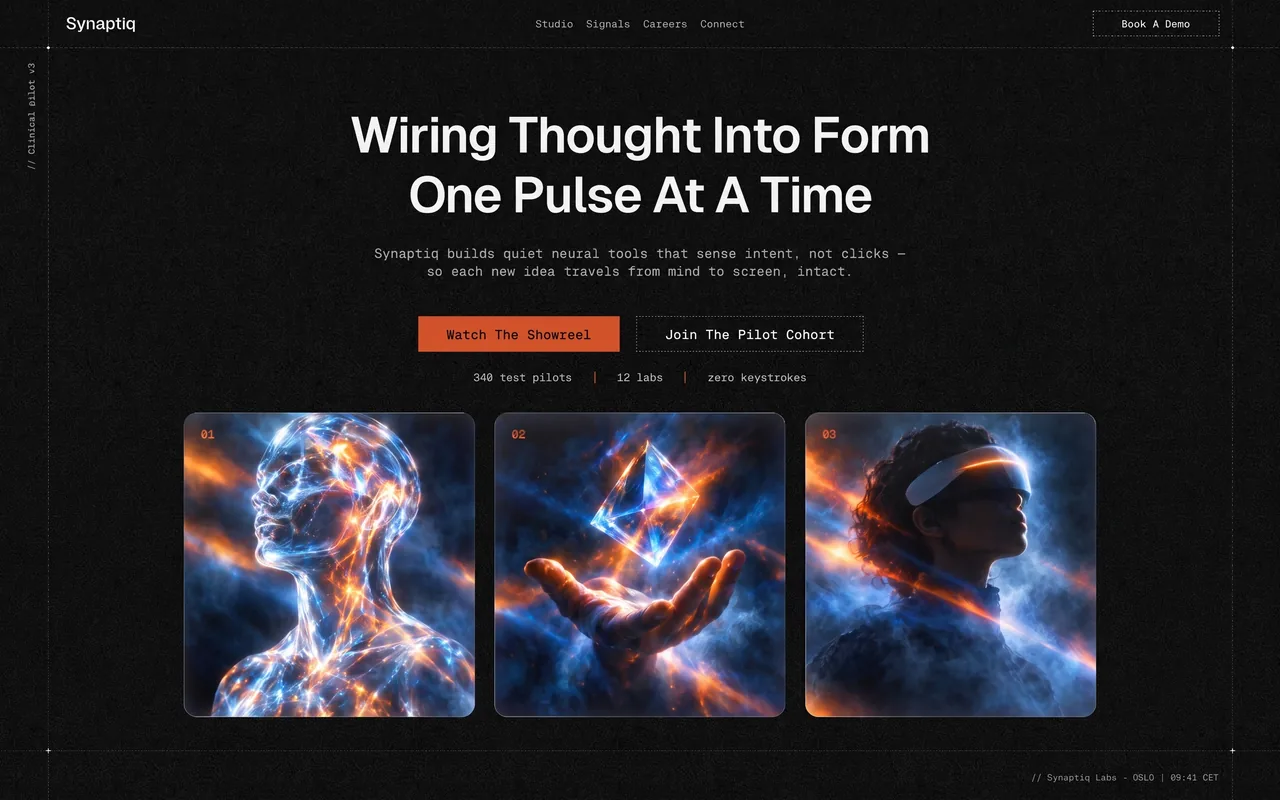 Synaptiq
Studio Signals Careers Connect
Book A Demo
// Clinical pilot v3
Wiring Thought Into Form
One Pulse At A Time
Synaptiq builds quiet neural tools that sense intent, not clicks —
so each new idea travels from mind to screen, intact.
Watch The Showreel
Join The Pilot Cohort
340 test pilots | 12 labs | zero keystrokes
01
02
03
// Synaptiq Labs - OSLO | 09:41 CET